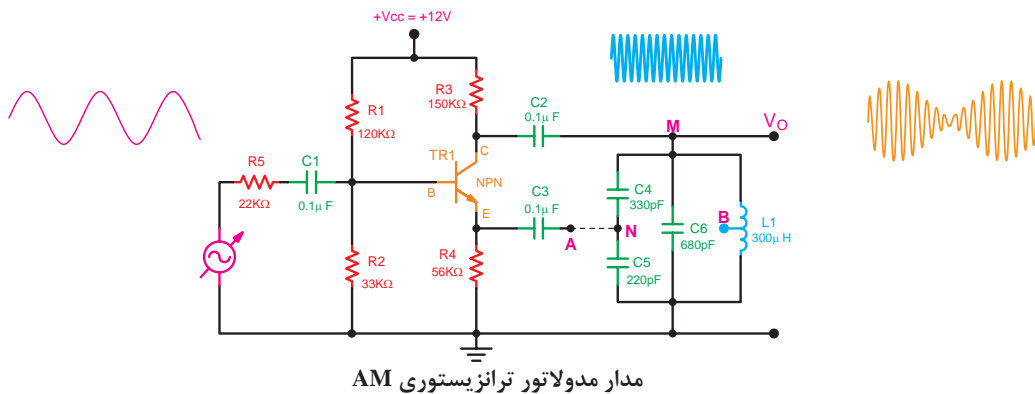 +Vcc = +12V
R3
150KΩ
R1
120KΩ
C2
0.1μ F
M
VO
TR1
C
NPN
B
E
R5
22KΩ
C1
0.1μ F
C3
0.1μ F
A
N
C4
330pF
C5
220pF
C6
680pF
B
L1
300μ H
R2
33KΩ
R4
56KΩ
مدار مدولاتور ترانزیستوری AM